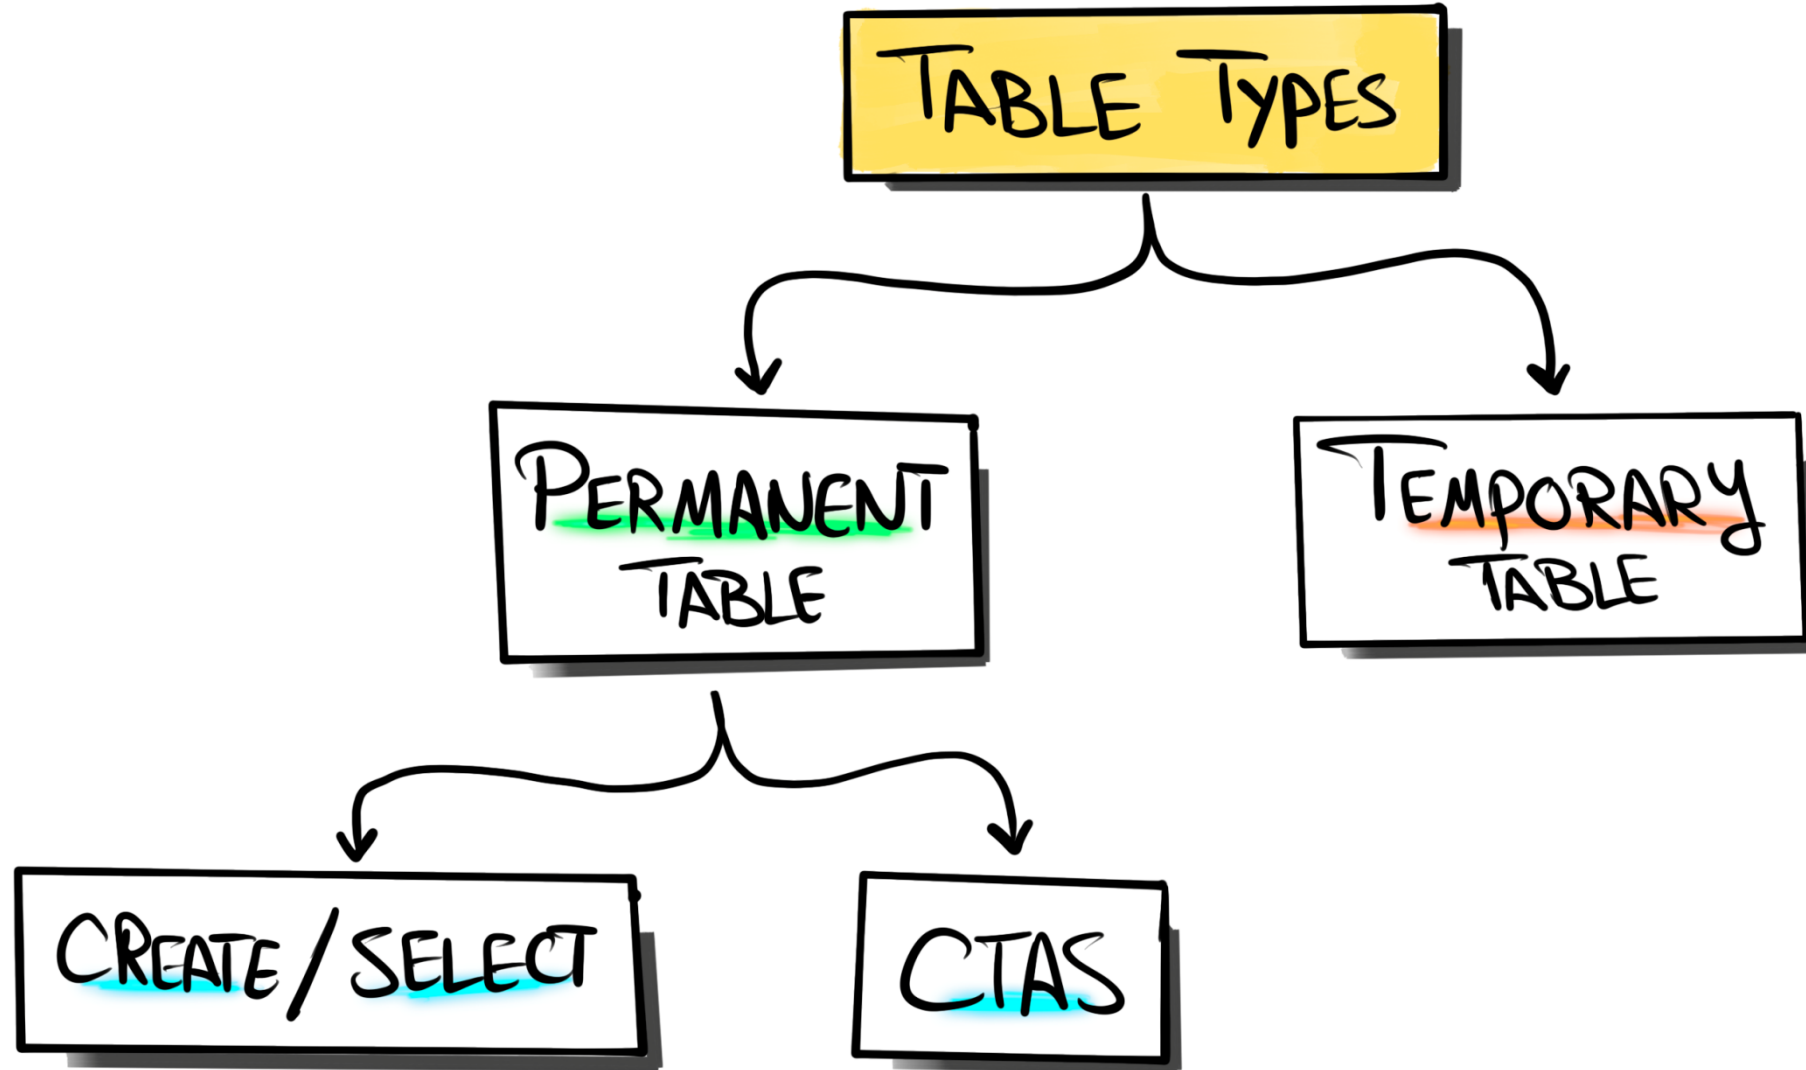 TABLE TYPES
PERMANENT
TABLE
TEMPORARY
TABLE
CREATE/SELECT
CTAS